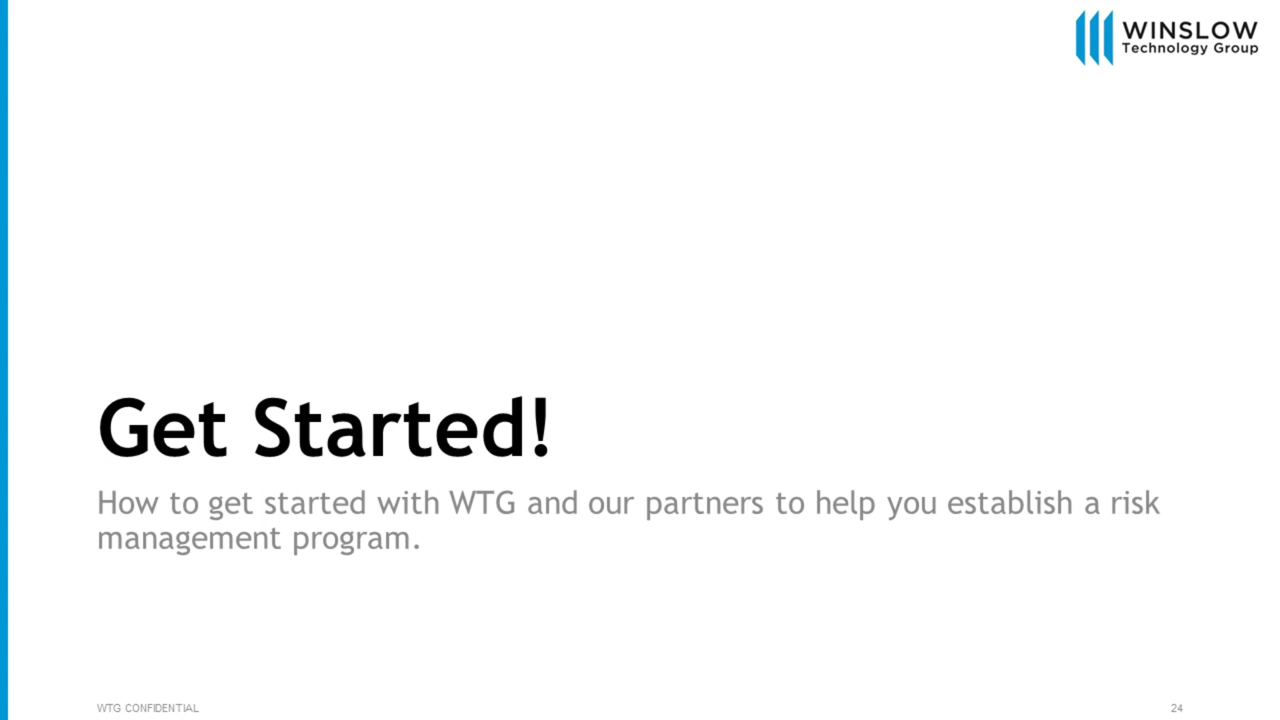 WINSLOW
Technology Group
Get Started!
How to get started with WTG and our partners to help you establish a risk
management program.
WTG CONFIDENTIAL
24